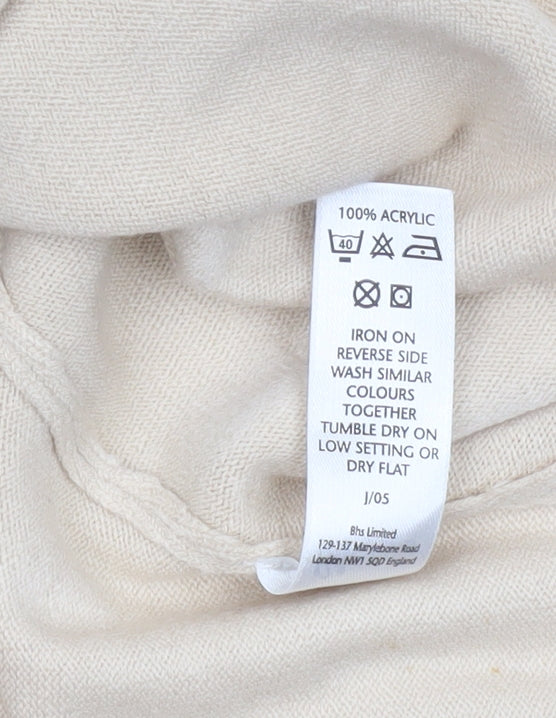 100% ACRYLIC
40
IRON ON
REVERSE SIDE
WASH SIMILAR
COLOURS
TOGETHER
TUMBLE DRY ON
LOW SETTING OR
DRY FLAT
J/05
Bhs Limited
129-137 Marylebone Road
London NW1 5QD England